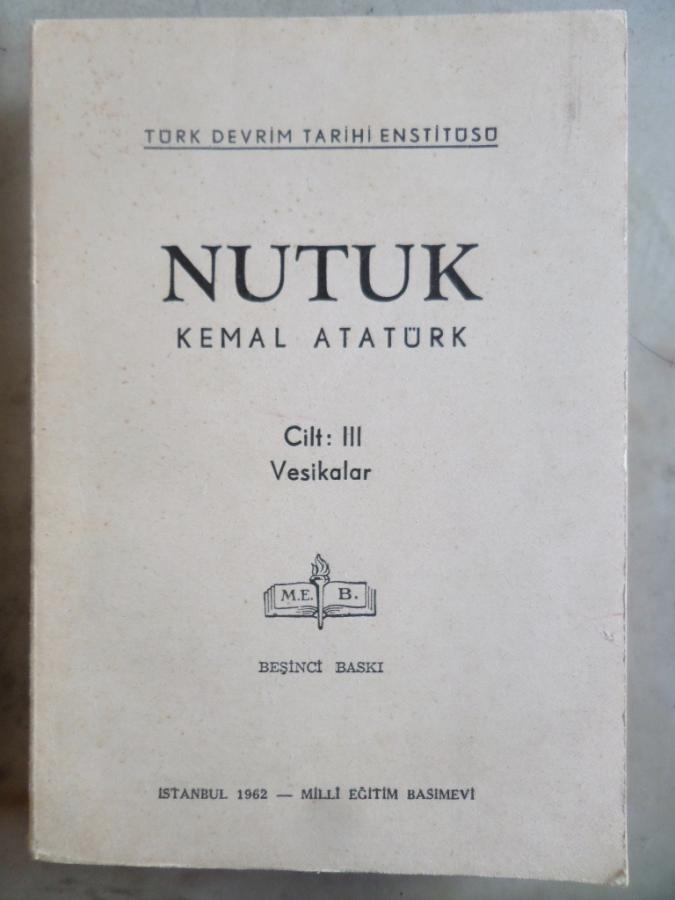 TÜRK DEVRİM TARİHİ ENSTİTÜSÜ
NUTUK
KEMAL ATATÜRK
Cilt: III
Vesikalar
M.E. B.
BEŞİNCİ BASKI
İSTANBUL 1962 — MİLLÎ EĞİTİM BASIMEVİ